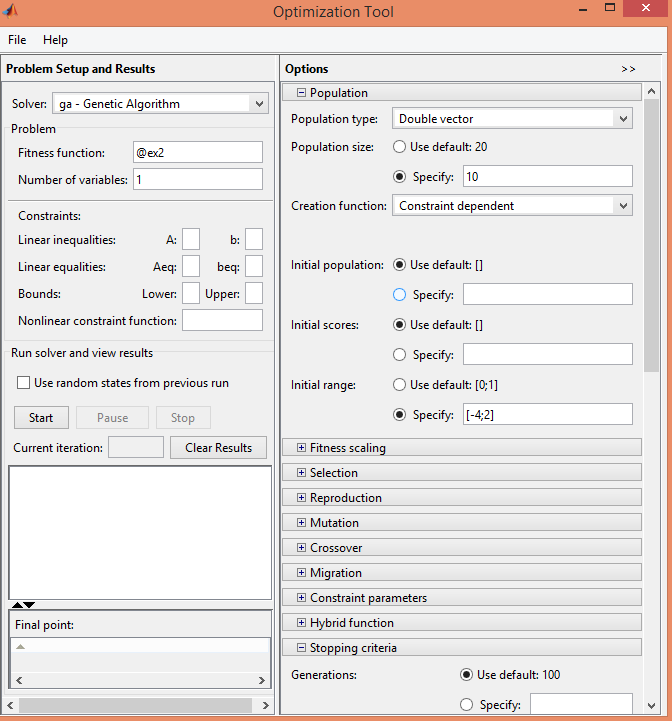 Optimization Tool
File Help
Problem Setup and Results
Solver: ga - Genetic Algorithm
Problem
Fitness function: @ex2
Number of variables: 1
Constraints:
Linear inequalities: A: b:
Linear equalities: Aeq: beq:
Bounds: Lower: Upper:
Nonlinear constraint function:
Run solver and view results
Use random states from previous run
Start Pause Stop
Current iteration: Clear Results
Final point:
Options >>
Population
Population type: Double vector
Population size: Use default: 20
Specify: 10
Creation function: Constraint dependent
Initial population: Use default: []
Specify:
Initial scores: Use default: []
Specify:
Initial range: Use default: [0;1]
Specify: [-4;2]
Fitness scaling
Selection
Reproduction
Mutation
Crossover
Migration
Constraint parameters
Hybrid function
Stopping criteria
Generations: Use default: 100
Specify: